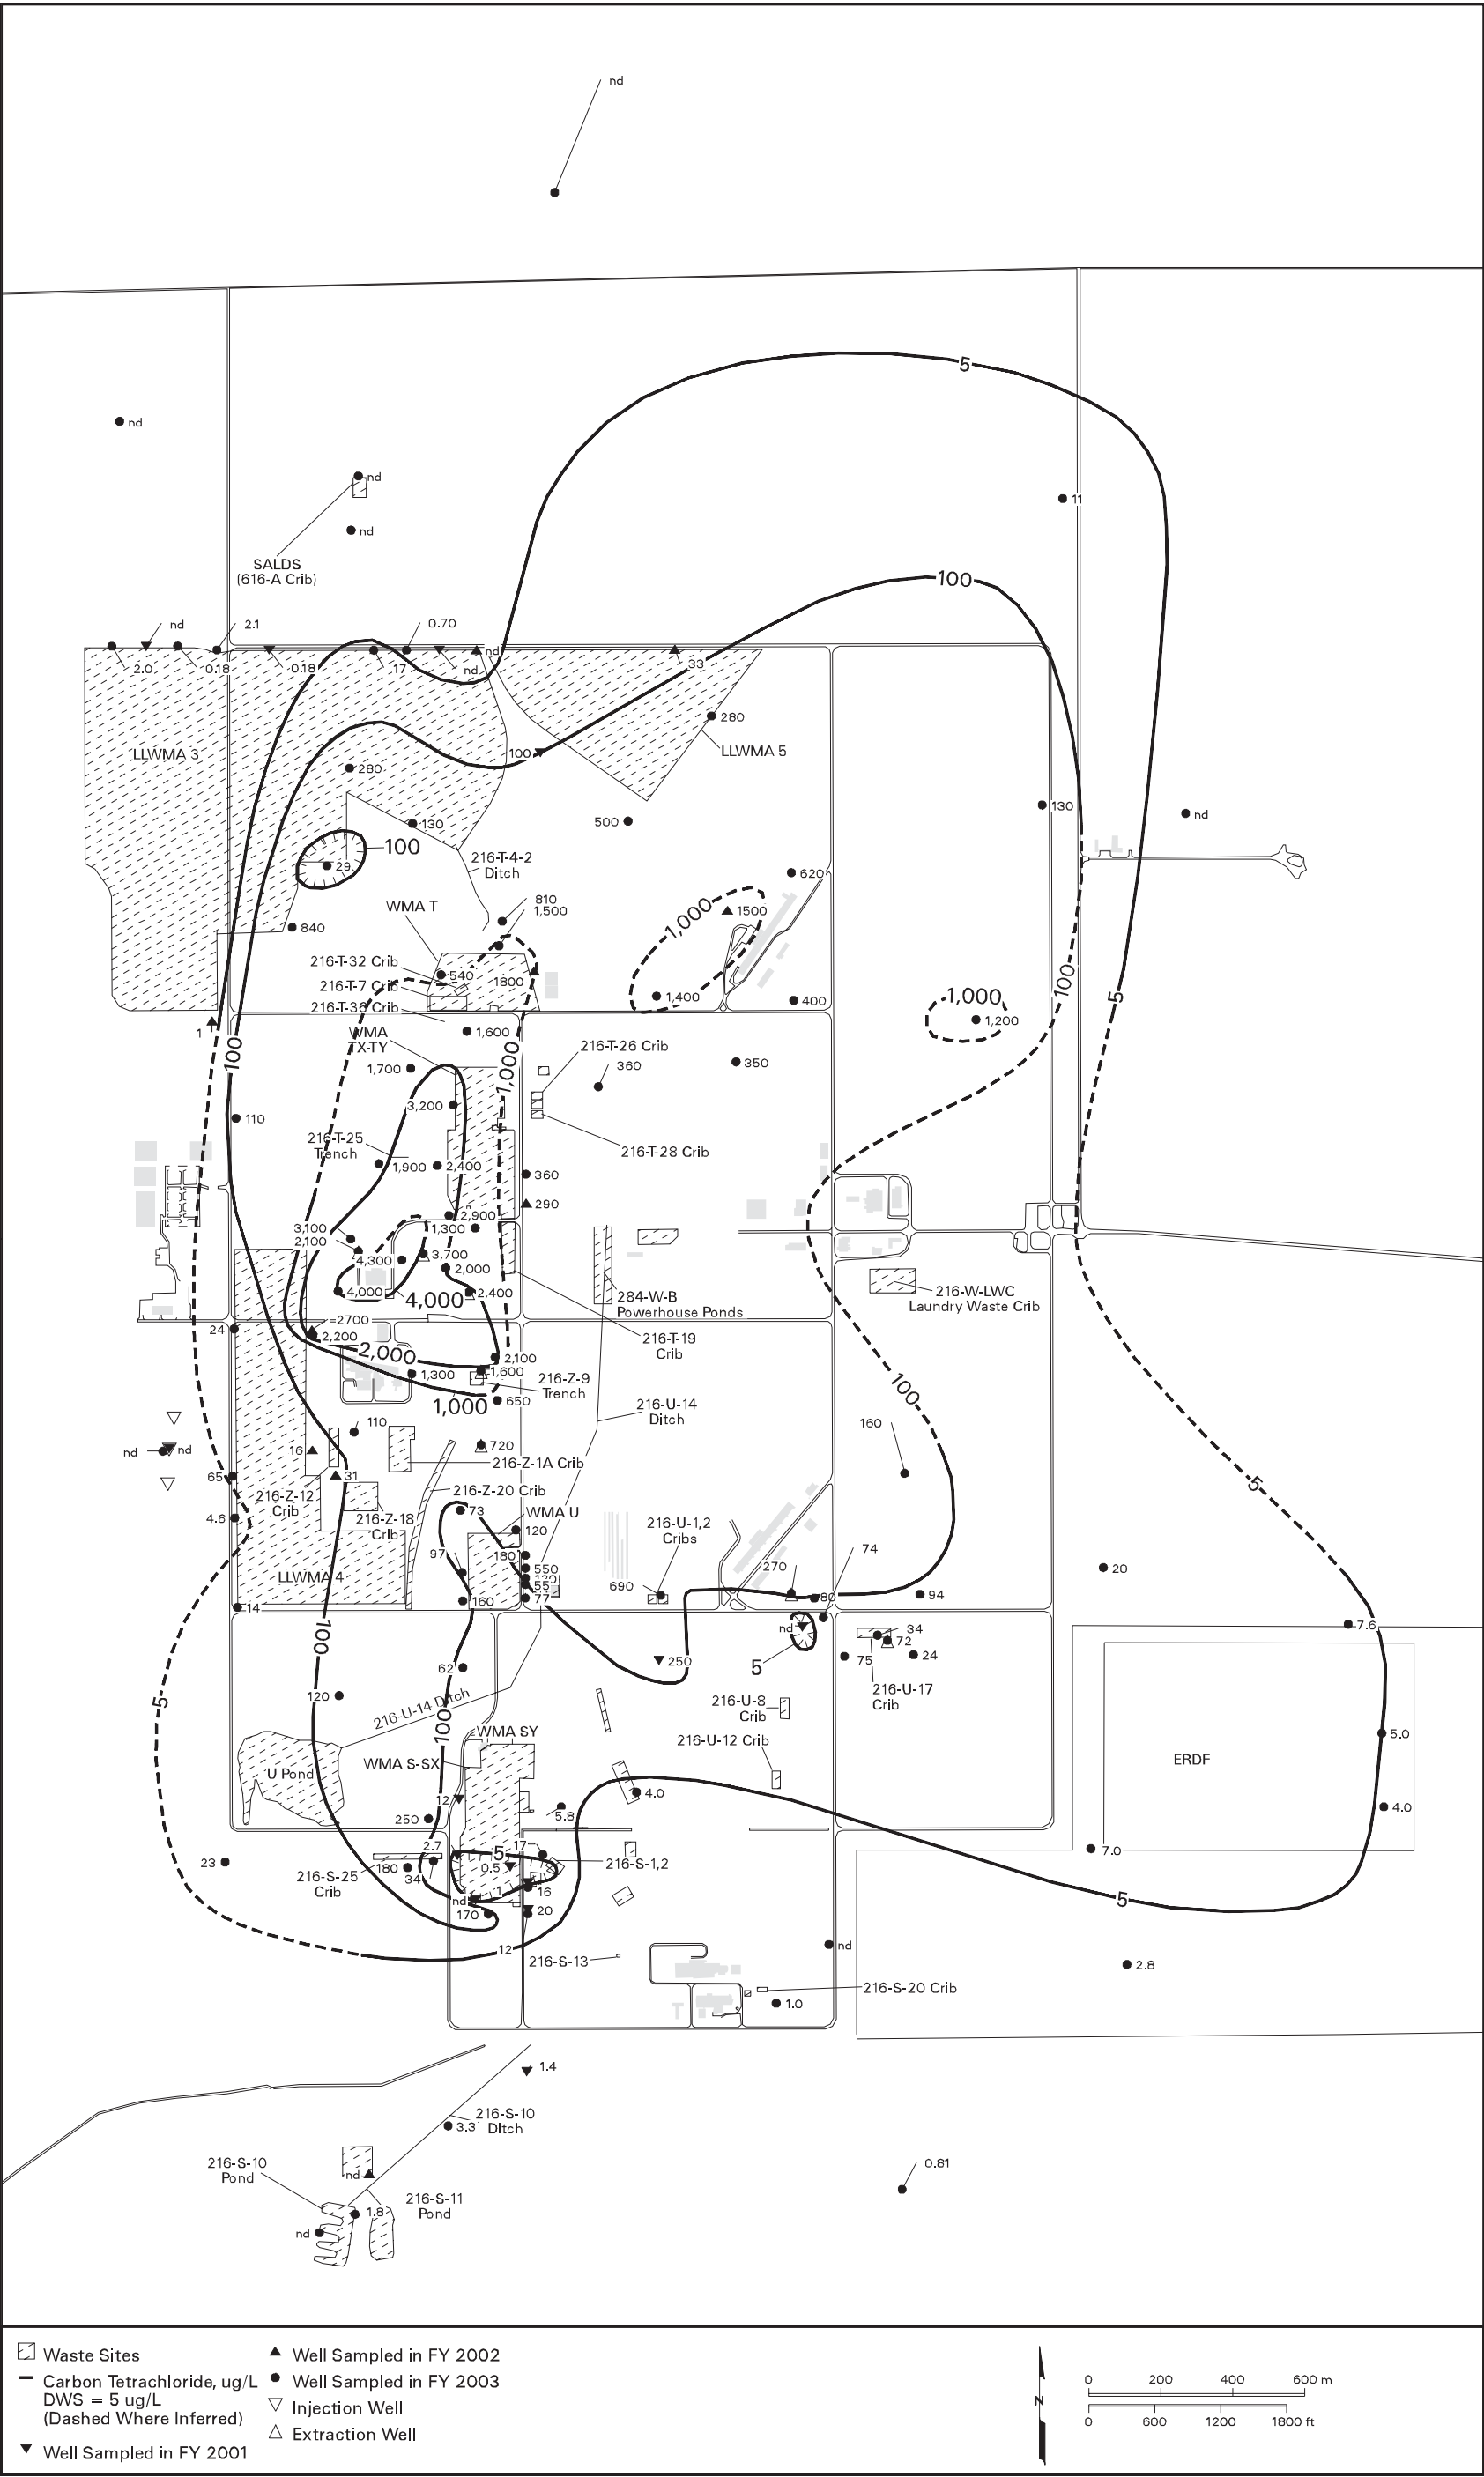 nd
5
nd
11
nd
nd
SALDS
(616-A Crib)
100
nd
2.1
0.70
2.0
0.18
0.18
17
nd
nd
33
280
LLWMA 3
100
LLWMA 5
280
130
nd
130
500
100
29
216-T-4-2
Ditch
620
WMA T
810
1,500
1,000
1500
840
216-T-32 Crib
540
1800
216-T-7 Crib
100
1,400
400
1,000
5
216-T-36 Crib
1,200
1
WMA
TX-TY
1,600
100
1,000
216-T-26 Crib
360
350
1,700
3,200
110
216-T-25
Trench
1,900
2,400
216-T-28 Crib
360
290
2,900
3,100
1,300
2,100
3,700
4,300
2,000
4,000
4,000
2,400
284-W-B
Powerhouse Ponds
216-W-LWC
Laundry Waste Crib
24
2700
2,200
216-T-19
Crib
2,000
2,100
1,600
1,300
216-Z-9
Trench
100
1,000
650
216-U-14
Ditch
110
160
nd
nd
16
720
216-Z-1A Crib
65
31
5
216-Z-12
Crib
216-Z-20 Crib
4.6
216-Z-18
Crib
73
WMA U
120
216-U-1,2
Cribs
97
180
550
74
270
20
LLWMA 4
55
690
77
80
94
14
160
nd
7.6
100
34
72
62
250
5
75
24
5
120
216-U-14 Ditch
216-U-8
Crib
216-U-17
Crib
100
WMA SY
216-U-12 Crib
5.0
WMA S-SX
ERDF
U Pond
12
4.0
4.0
250
5.8
2.7
5
17
7.0
23
180
0.5
216-S-1,2
216-S-25
Crib
34
1
16
nd
5
170
20
12
nd
216-S-13
2.8
216-S-20 Crib
1.0
1.4
216-S-10
Ditch
3.3
216-S-10
Pond
nd
0.81
216-S-11
Pond
1.8
nd
Waste Sites
Carbon Tetrachloride, ug/L
DWS = 5 ug/L
(Dashed Where Inferred)
Well Sampled in FY 2001
Well Sampled in FY 2002
Well Sampled in FY 2003
Injection Well
Extraction Well
N
0 200 400 600 m
0 600 1200 1800 ft